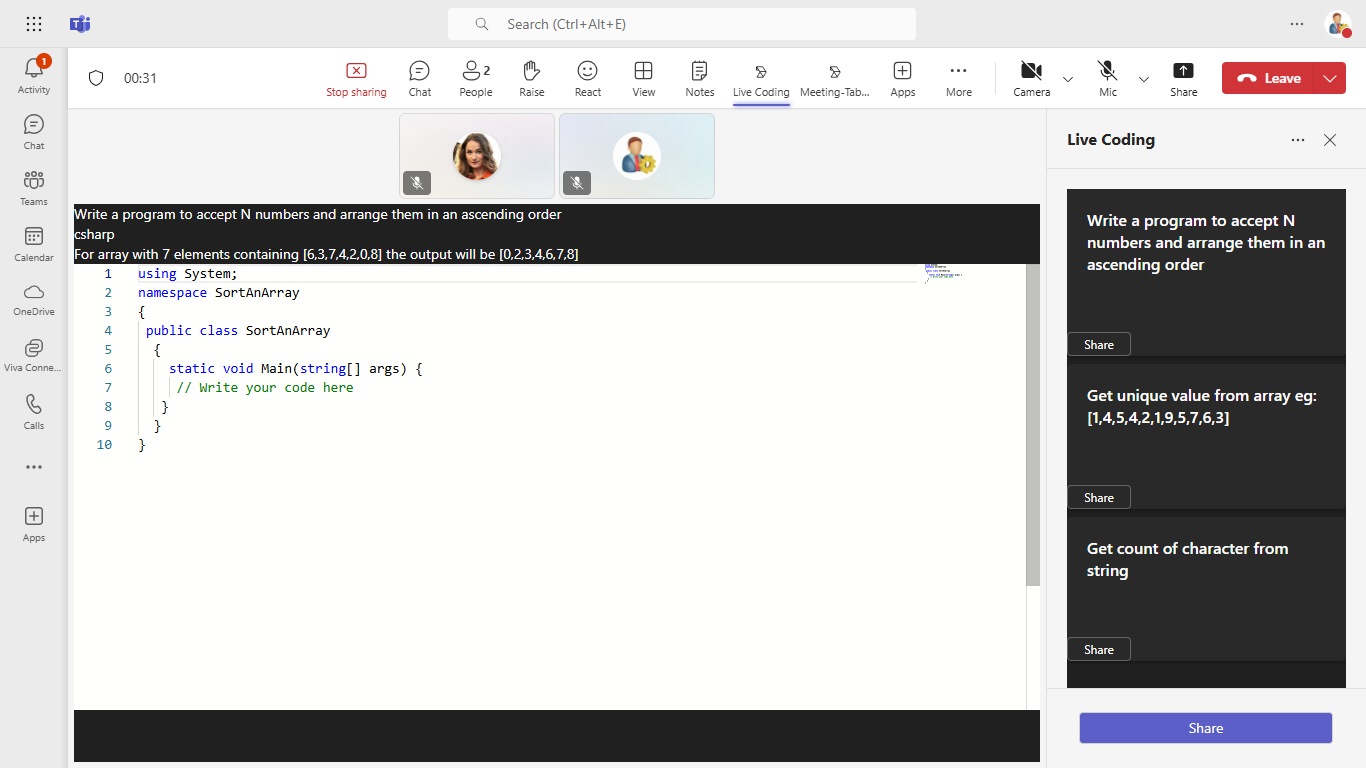 Search (Ctrl+Alt+E)
1
Activity
Chat
Teams
Calendar
OneDrive
Viva Conne...
Calls
Apps
00:31
Stop sharing
Chat
2
People
Raise
React
View
Notes
Live Coding
Meeting-Tab...
Apps
More
Camera
Mic
Share
Leave
Write a program to accept N numbers and arrange them in an ascending order
csharp
For array with 7 elements containing [6,3,7,4,2,0,8] the output will be [0,2,3,4,6,7,8]
1 using System;
2 namespace SortAnArray
3 {
4 public class SortAnArray
5 {
6 static void Main(string[] args) {
7 // Write your code here
8 }
9 }
10 }
Live Coding
Write a program to accept N
numbers and arrange them in an
ascending order
Share
Get unique value from array eg:
[1,4,5,4,2,1,9,5,7,6,3]
Share
Get count of character from
string
Share
Share